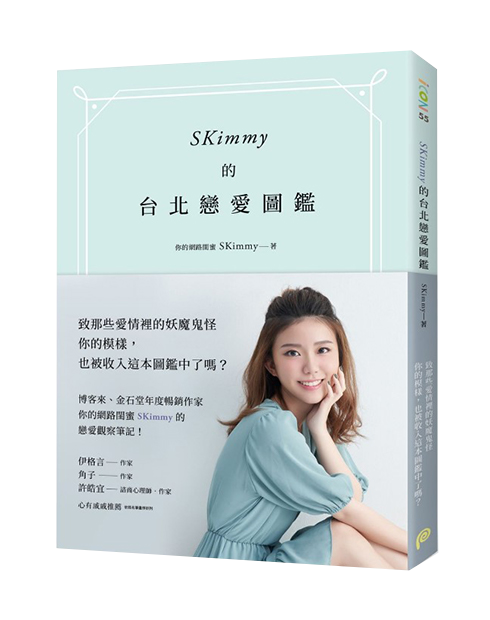 SKimmy
的
台北戀愛圖鑑
你的網路閨蜜 SKimmy—著
致那些愛情裡的妖魔鬼怪
你的模樣，
也被收入這本圖鑑中了嗎？
博客來、金石堂年度暢銷作家
你的網路閨蜜 SKimmy 的
戀愛觀察筆記！
伊格言——作家
角子——作家
許皓宜——諮商心理師、作家
心有戚戚推薦
icon 55
SKimmy的台北戀愛圖鑑
SKimmy—著
致那些愛情裡的妖魔鬼怪
你的模樣，也被收入這本圖鑑中了嗎？